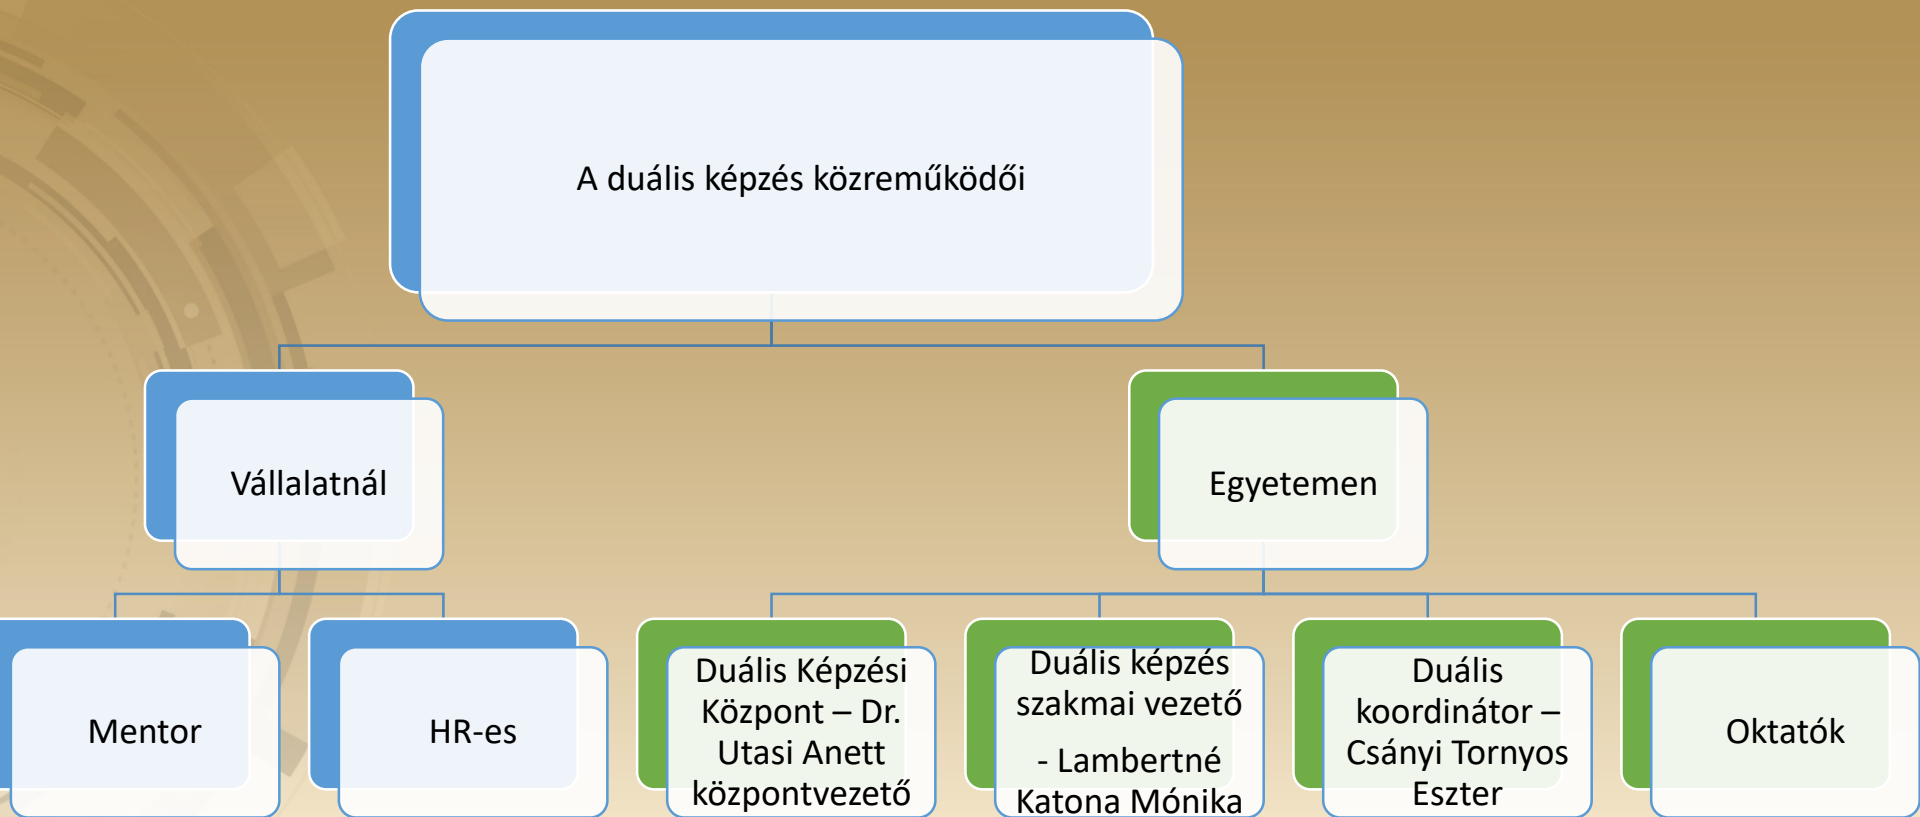 A duális képzés közreműködői
Vállalatnál
Egyetemen
Mentor
HR-es
Duális Képzési
Központ – Dr.
Utasi Anett
központvezető
Duális képzés
szakmai vezető
- Lambertné
Katona Mónika
Duális
koordinátor –
Csányi Tornyos
Eszter
Oktatók